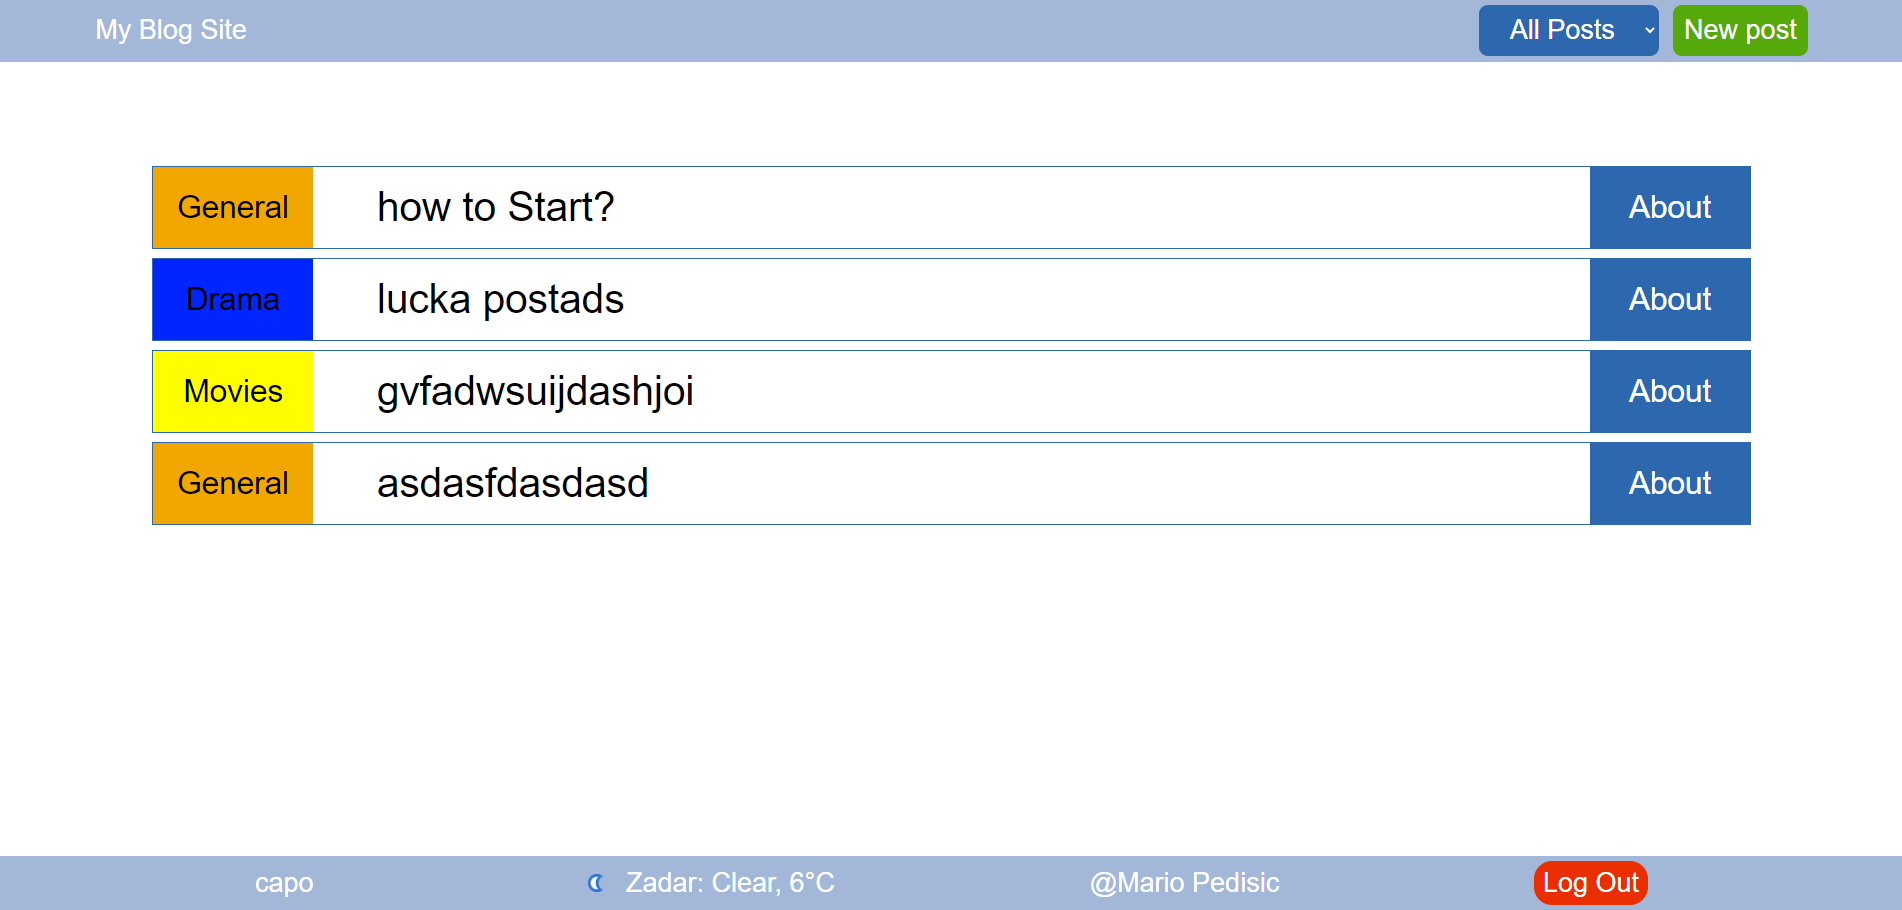 My Blog Site All Posts New post
General how to Start? About
Drama lucka postads About
Movies gvfadwsuijdashjoi About
General asdasfdasdasd About
capo Zadar: Clear, 6°C @Mario Pedisic Log Out